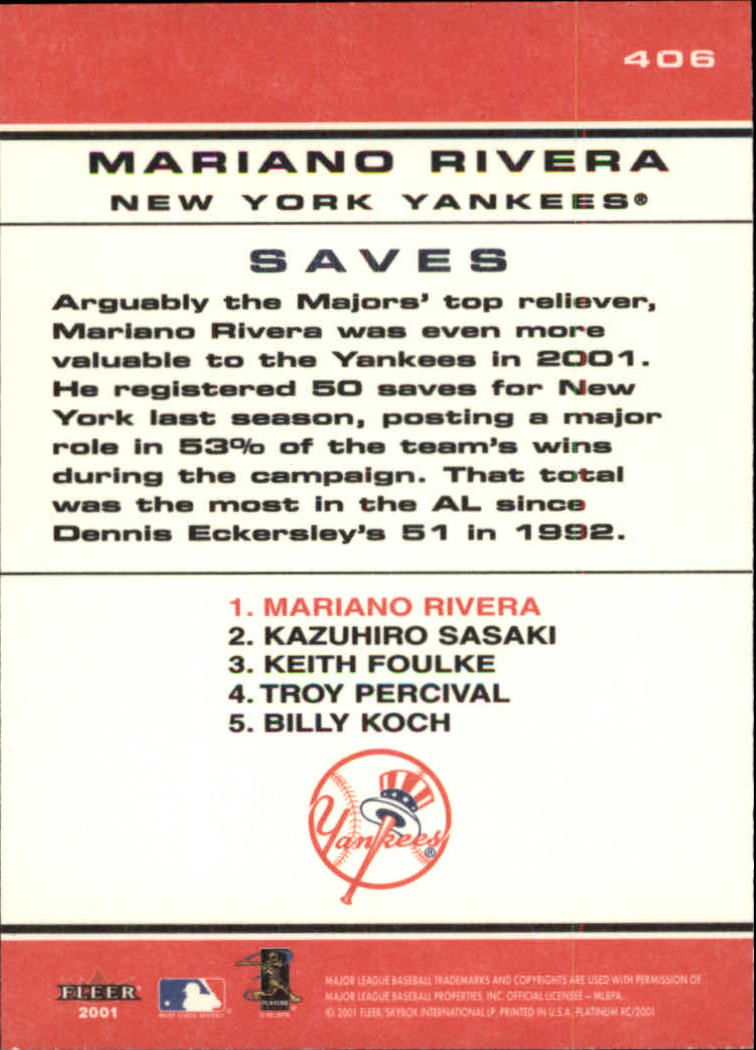 406
MARIANO RIVERA
NEW YORK YANKEES®
SAVES
Arguably the Majors' top reliever,
Mariano Rivera was even more
valuable to the Yankees in 2001.
He registered 50 saves for New
York last season, posting a major
role in 53% of the team's wins
during the campaign. That total
was the most in the AL since
Dennis Eckersley's 51 in 1992.
1. MARIANO RIVERA
2. KAZUHIRO SASAKI
3. KEITH FOULKE
4. TROY PERCIVAL
5. BILLY KOCH
Yankees®
FLEER
2001
PLAYERS
MAJOR LEAGUE BASEBALL TRADEMARKS AND COPYRIGHTS ARE USED WITH PERMISSION OF
MAJOR LEAGUE BASEBALL PROPERTIES, INC. OFFICIAL LICENSEE – MLBPA.
© 2001 FLEER/SKYBOX INTERNATIONAL LP. PRINTED IN U.S.A. PLATINUM RC/2001